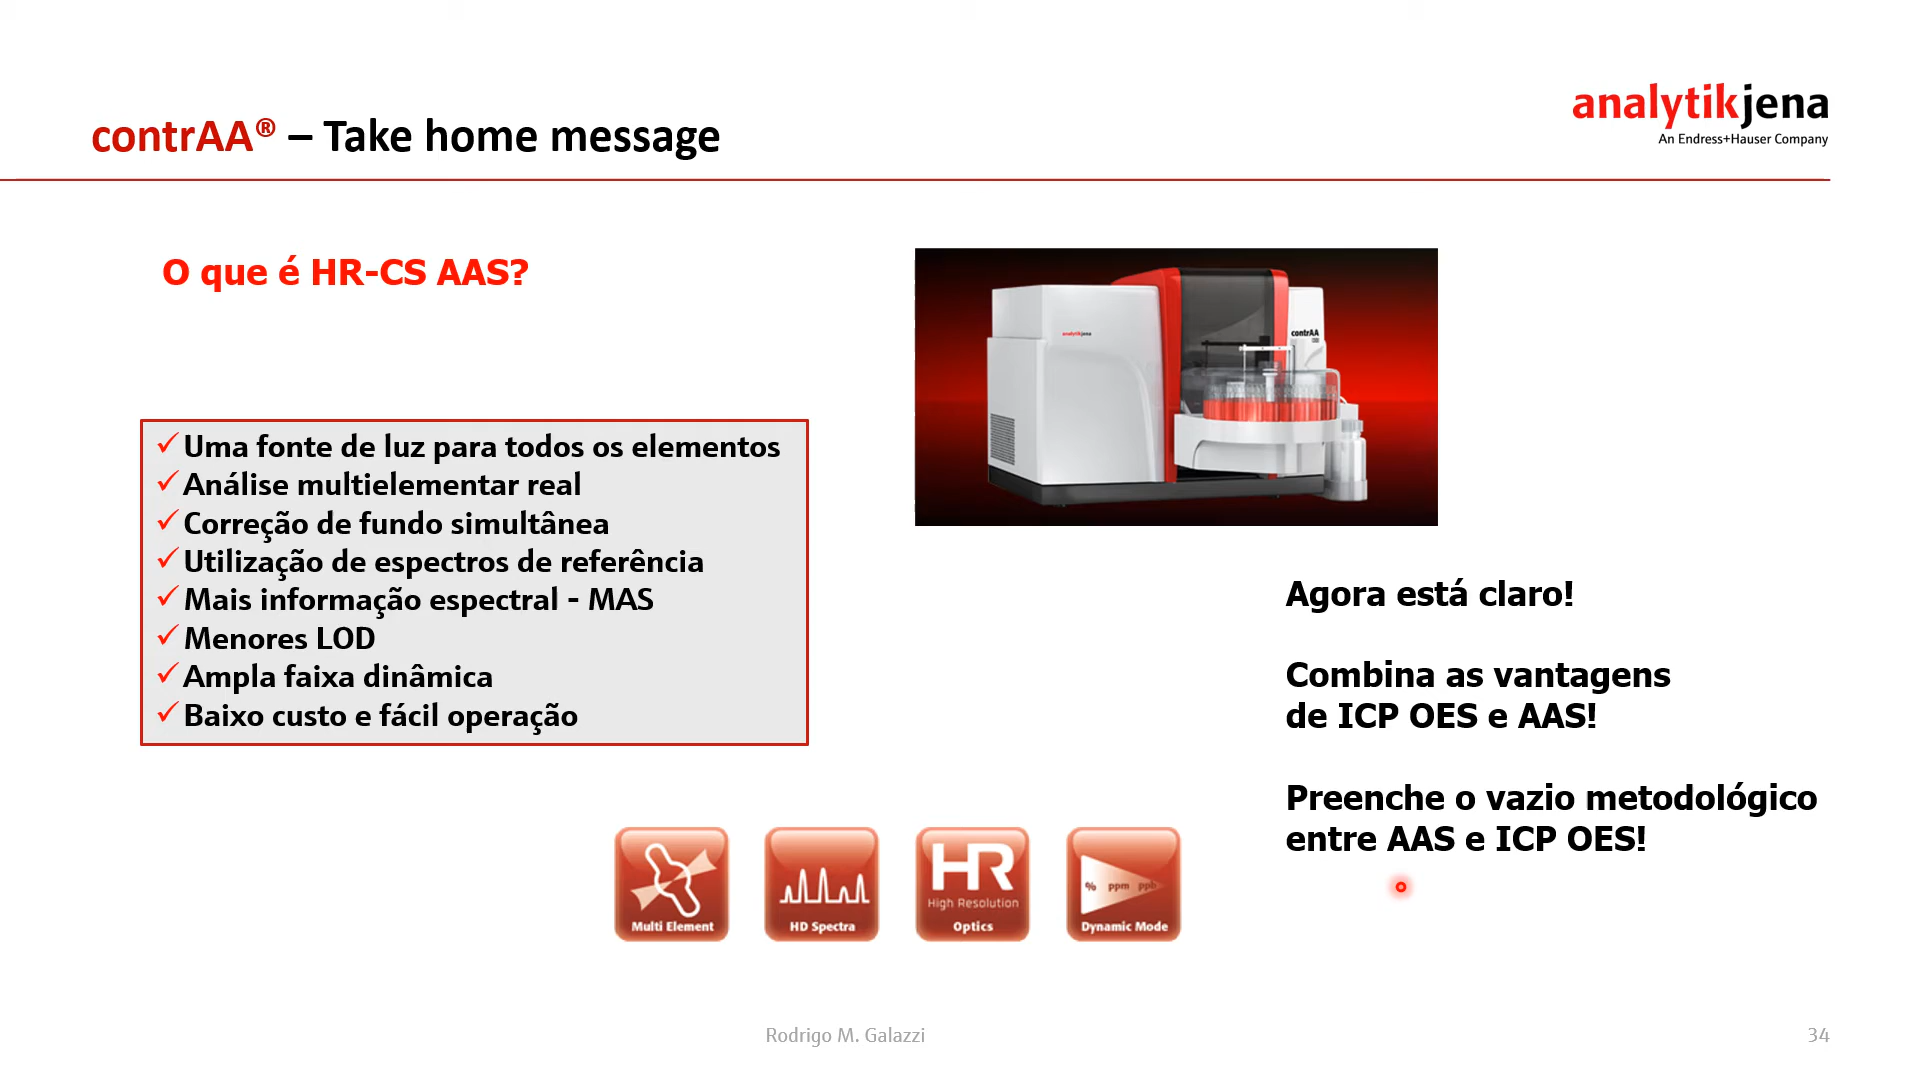 contrAA® – Take home message
analytikjena
An Endress+Hauser Company
O que é HR-CS AAS?
analytikjena
contrAA
Uma fonte de luz para todos os elementos
Análise multielementar real
Correção de fundo simultânea
Utilização de espectros de referência
Mais informação espectral - MAS
Menores LOD
Ampla faixa dinâmica
Baixo custo e fácil operação
Agora está claro!
Combina as vantagens
de ICP OES e AAS!
Preenche o vazio metodológico
entre AAS e ICP OES!
Multi Element
HD Spectra
HR
High Resolution
Optics
% ppm ppb
Dynamic Mode
Rodrigo M. Galazzi
34